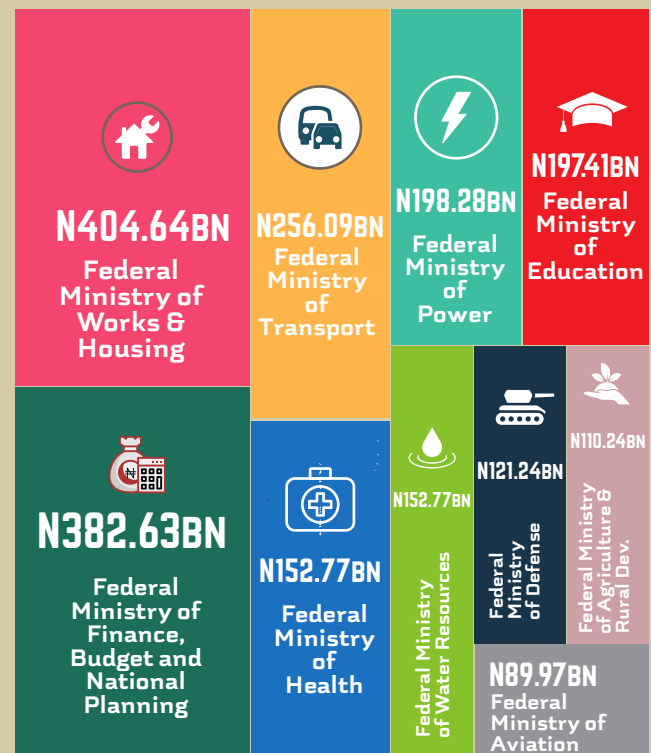 N404.64BN
Federal
Ministry of
Works &
Housing
N256.09BN
Federal
Ministry
of
Transport
N198.28BN
Federal
Ministry
of
Power
N197.41BN
Federal
Ministry
of
Education
₦
N382.63BN
Federal
Ministry of
Finance,
Budget and
National
Planning
N152.77BN
Federal
Ministry
of
Health
N152.77BN
Federal Ministry
of Water Resources
N121.24BN
Federal
Ministry
of Defense
N110.24BN
Federal Ministry
of Agriculture &
Rural Dev.
N89.97BN
Federal
Ministry of
Aviation